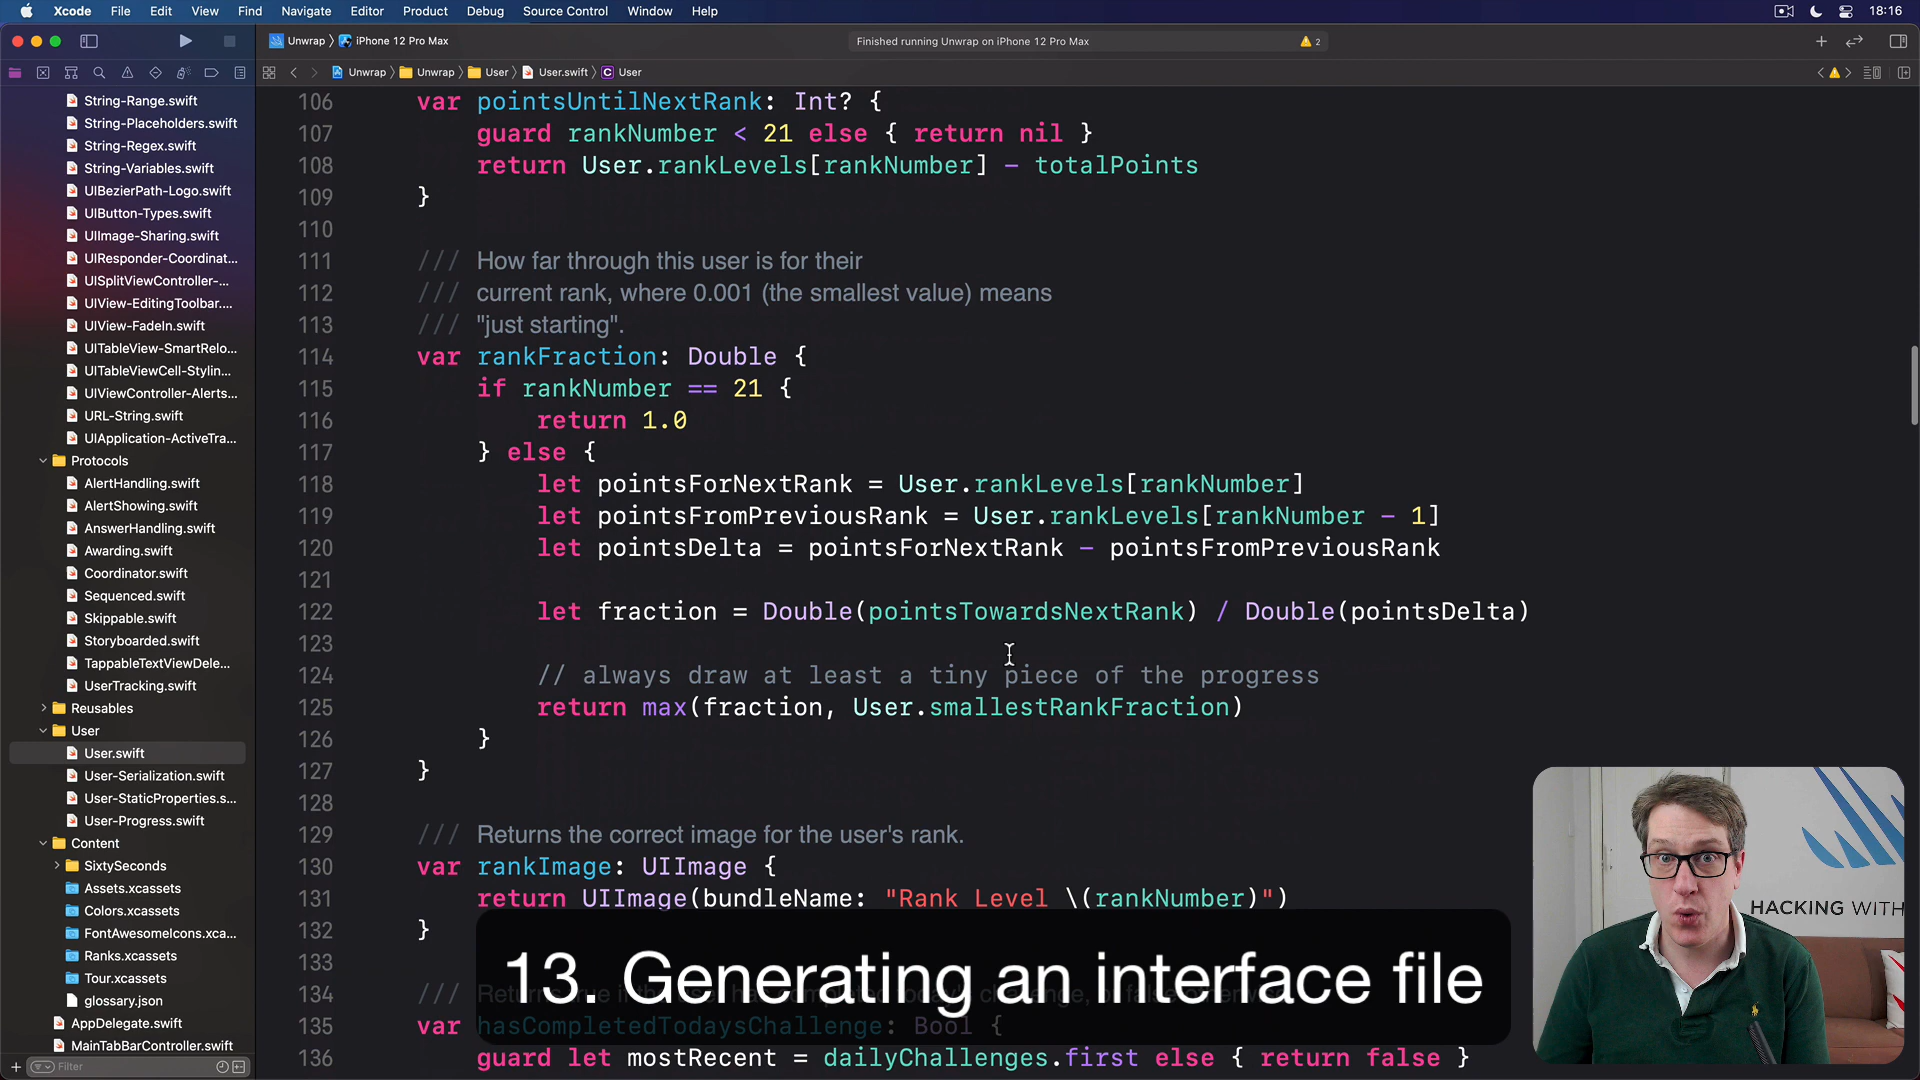 Xcode File Edit View Find Navigate Editor Product Debug Source Control Window Help 18:16
Unwrap iPhone 12 Pro Max Finished running Unwrap on iPhone 12 Pro Max 2
Unwrap Unwrap User User.swift C User
String-Range.swift
String-Placeholders.swift
String-Regex.swift
String-Variables.swift
UIBezierPath-Logo.swift
UIButton-Types.swift
UIImage-Sharing.swift
UIResponder-Coordinat...
UISplitViewController-...
UIView-EditingToolbar....
UIView-FadeIn.swift
UITableView-SmartRelo...
UITableViewCell-Stylin...
UIViewController-Alerts...
URL-String.swift
UIApplication-ActiveTra...
Protocols
AlertHandling.swift
AlertShowing.swift
AnswerHandling.swift
Awarding.swift
Coordinator.swift
Sequenced.swift
Skippable.swift
Storyboarded.swift
TappableTextViewDele...
UserTracking.swift
Reusables
User
User.swift
User-Serialization.swift
User-StaticProperties.s...
User-Progress.swift
Content
SixtySeconds
Assets.xcassets
Colors.xcassets
FontAwesomeIcons.xca...
Ranks.xcassets
Tour.xcassets
glossary.json
AppDelegate.swift
MainTabBarController.swift
Filter
106 var pointsUntilNextRank: Int? {
107 guard rankNumber < 21 else { return nil }
108 return User.rankLevels[rankNumber] - totalPoints
109 }
110
111 /// How far through this user is for their
112 /// current rank, where 0.001 (the smallest value) means
113 /// "just starting".
114 var rankFraction: Double {
115 if rankNumber == 21 {
116 return 1.0
117 } else {
118 let pointsForNextRank = User.rankLevels[rankNumber]
119 let pointsFromPreviousRank = User.rankLevels[rankNumber - 1]
120 let pointsDelta = pointsForNextRank - pointsFromPreviousRank
121
122 let fraction = Double(pointsTowardsNextRank) / Double(pointsDelta)
123
124 // always draw at least a tiny piece of the progress
125 return max(fraction, User.smallestRankFraction)
126 }
127 }
128
129 /// Returns the correct image for the user's rank.
130 var rankImage: UIImage {
131 return UIImage(bundleName: "Rank Level \(rankNumber)")
132 }
133
134 ///
135 var hasCompletedTodaysChallenge: Bool {
136 guard let mostRecent = dailyChallenges.first else { return false }
13. Generating an interface file
HACKING WITH